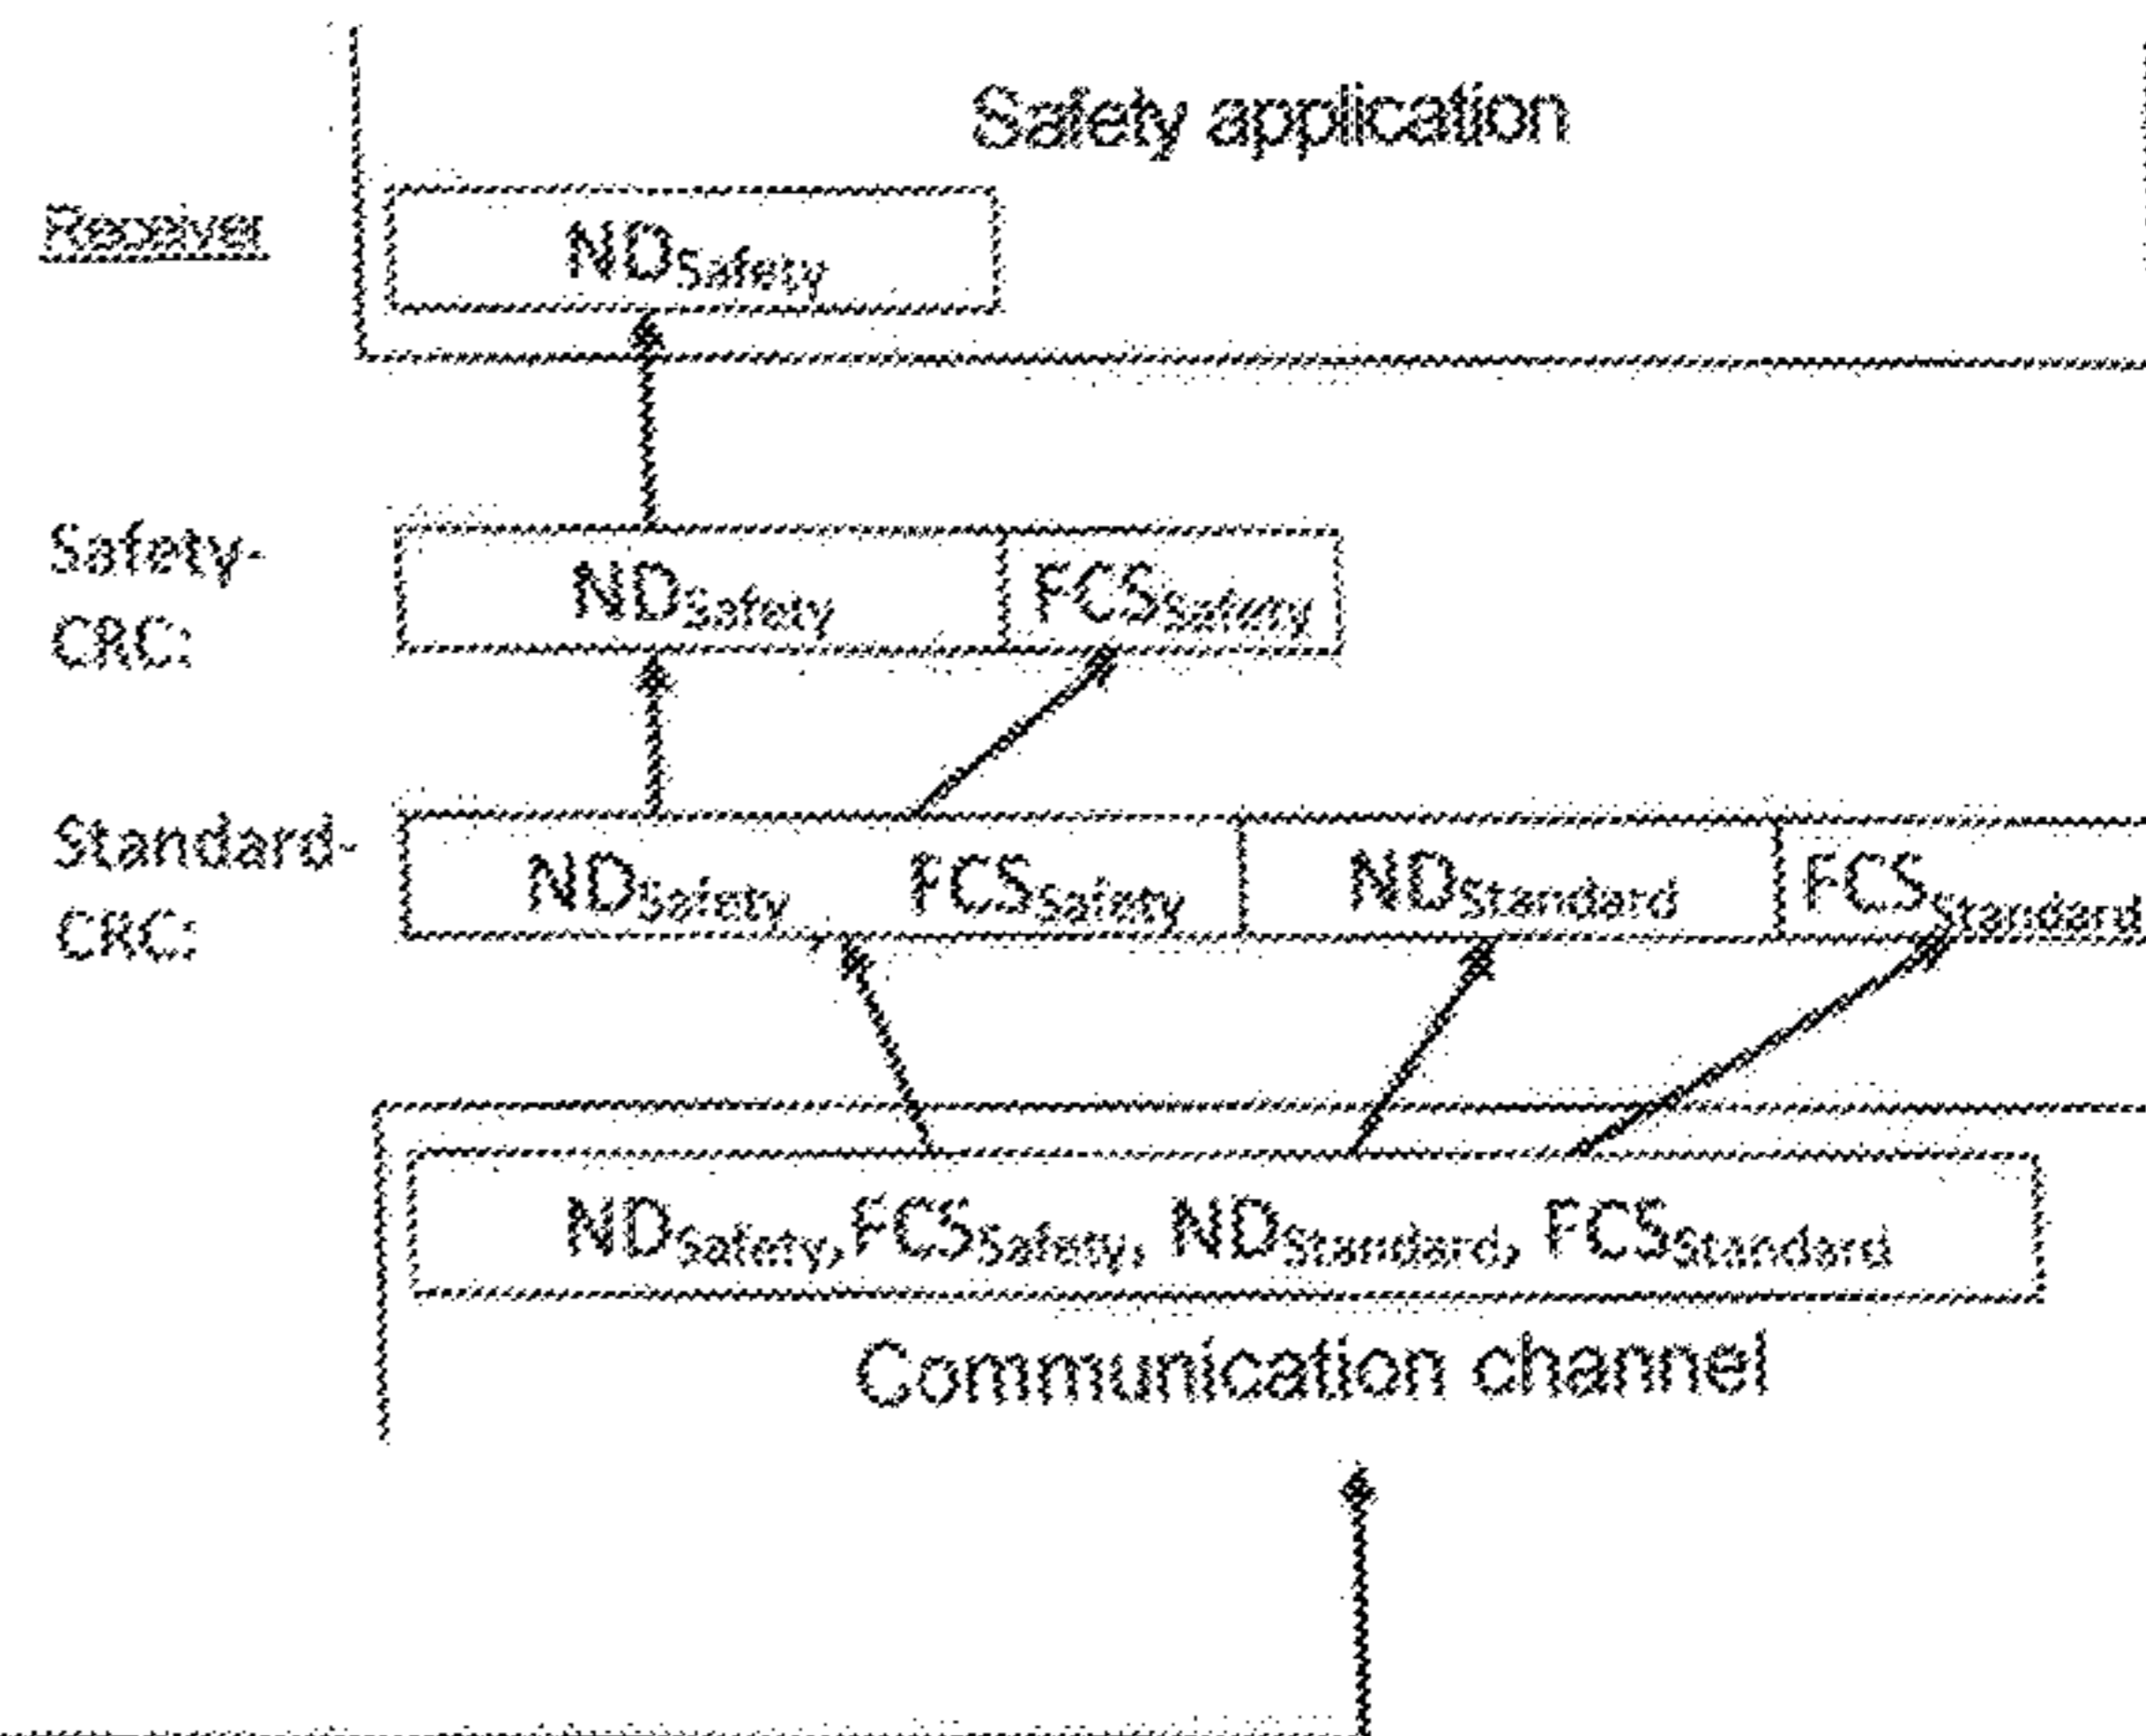 Safety application
Receiver
NDSafety
Safety-
CRC:
NDSafety FCSSafety
Standard-
CRC:
NDSafety FCSSafety NDStandard FCSStandard
NDSafety, FCSSafety, NDStandard, FCSStandard
Communication channel